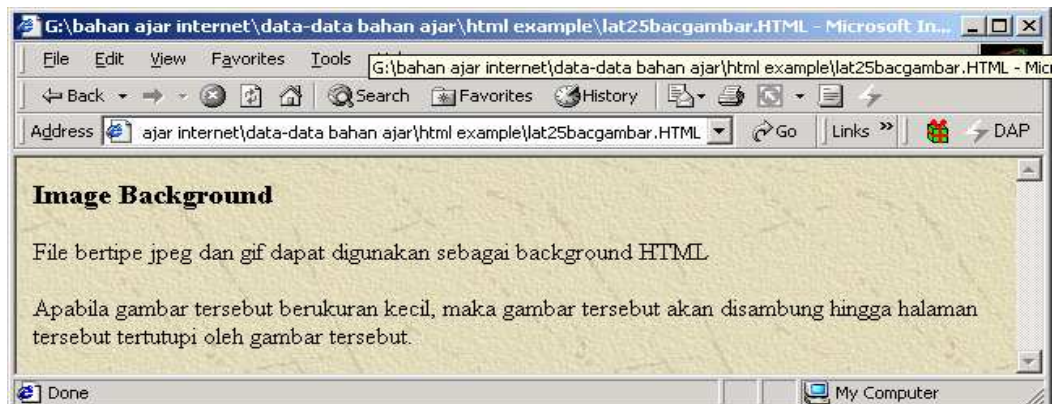 G:\bahan ajar internet\data-data bahan ajar\html example\lat25bacgambar.HTML - Microsoft In...
File Edit View Favorites Tools
G:\bahan ajar internet\data-data bahan ajar\html example\lat25bacgambar.HTML - Mic
Back Search Favorites History
Address ajar internet\data-data bahan ajar\html example\lat25bacgambar.HTML Go Links » DAP
Image Background
File bertipe jpeg dan gif dapat digunakan sebagai background HTML
Apabila gambar tersebut berukuran kecil, maka gambar tersebut akan disambung hingga halaman
tersebut tertutupi oleh gambar tersebut.
Done My Computer